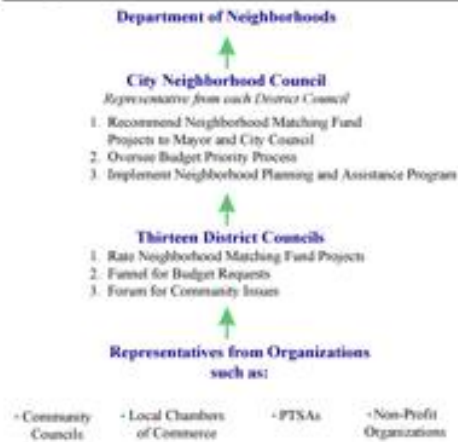 Department of Neighborhoods
City Neighborhood Council
Representative from each District Council
1. Recommend Neighborhood Matching Fund
Projects to Mayor and City Council
2. Oversee Budget Priority Process
3. Implement Neighborhood Planning and Assistance Program
Thirteen District Councils
1. Rate Neighborhood Matching Fund Projects
2. Funnel for Budget Requests
3. Forum for Community Issues
Representatives from Organizations
such as:
- Community
Councils
- Local Chambers
of Commerce
- PTSAs
- Non-Profit
Organizations